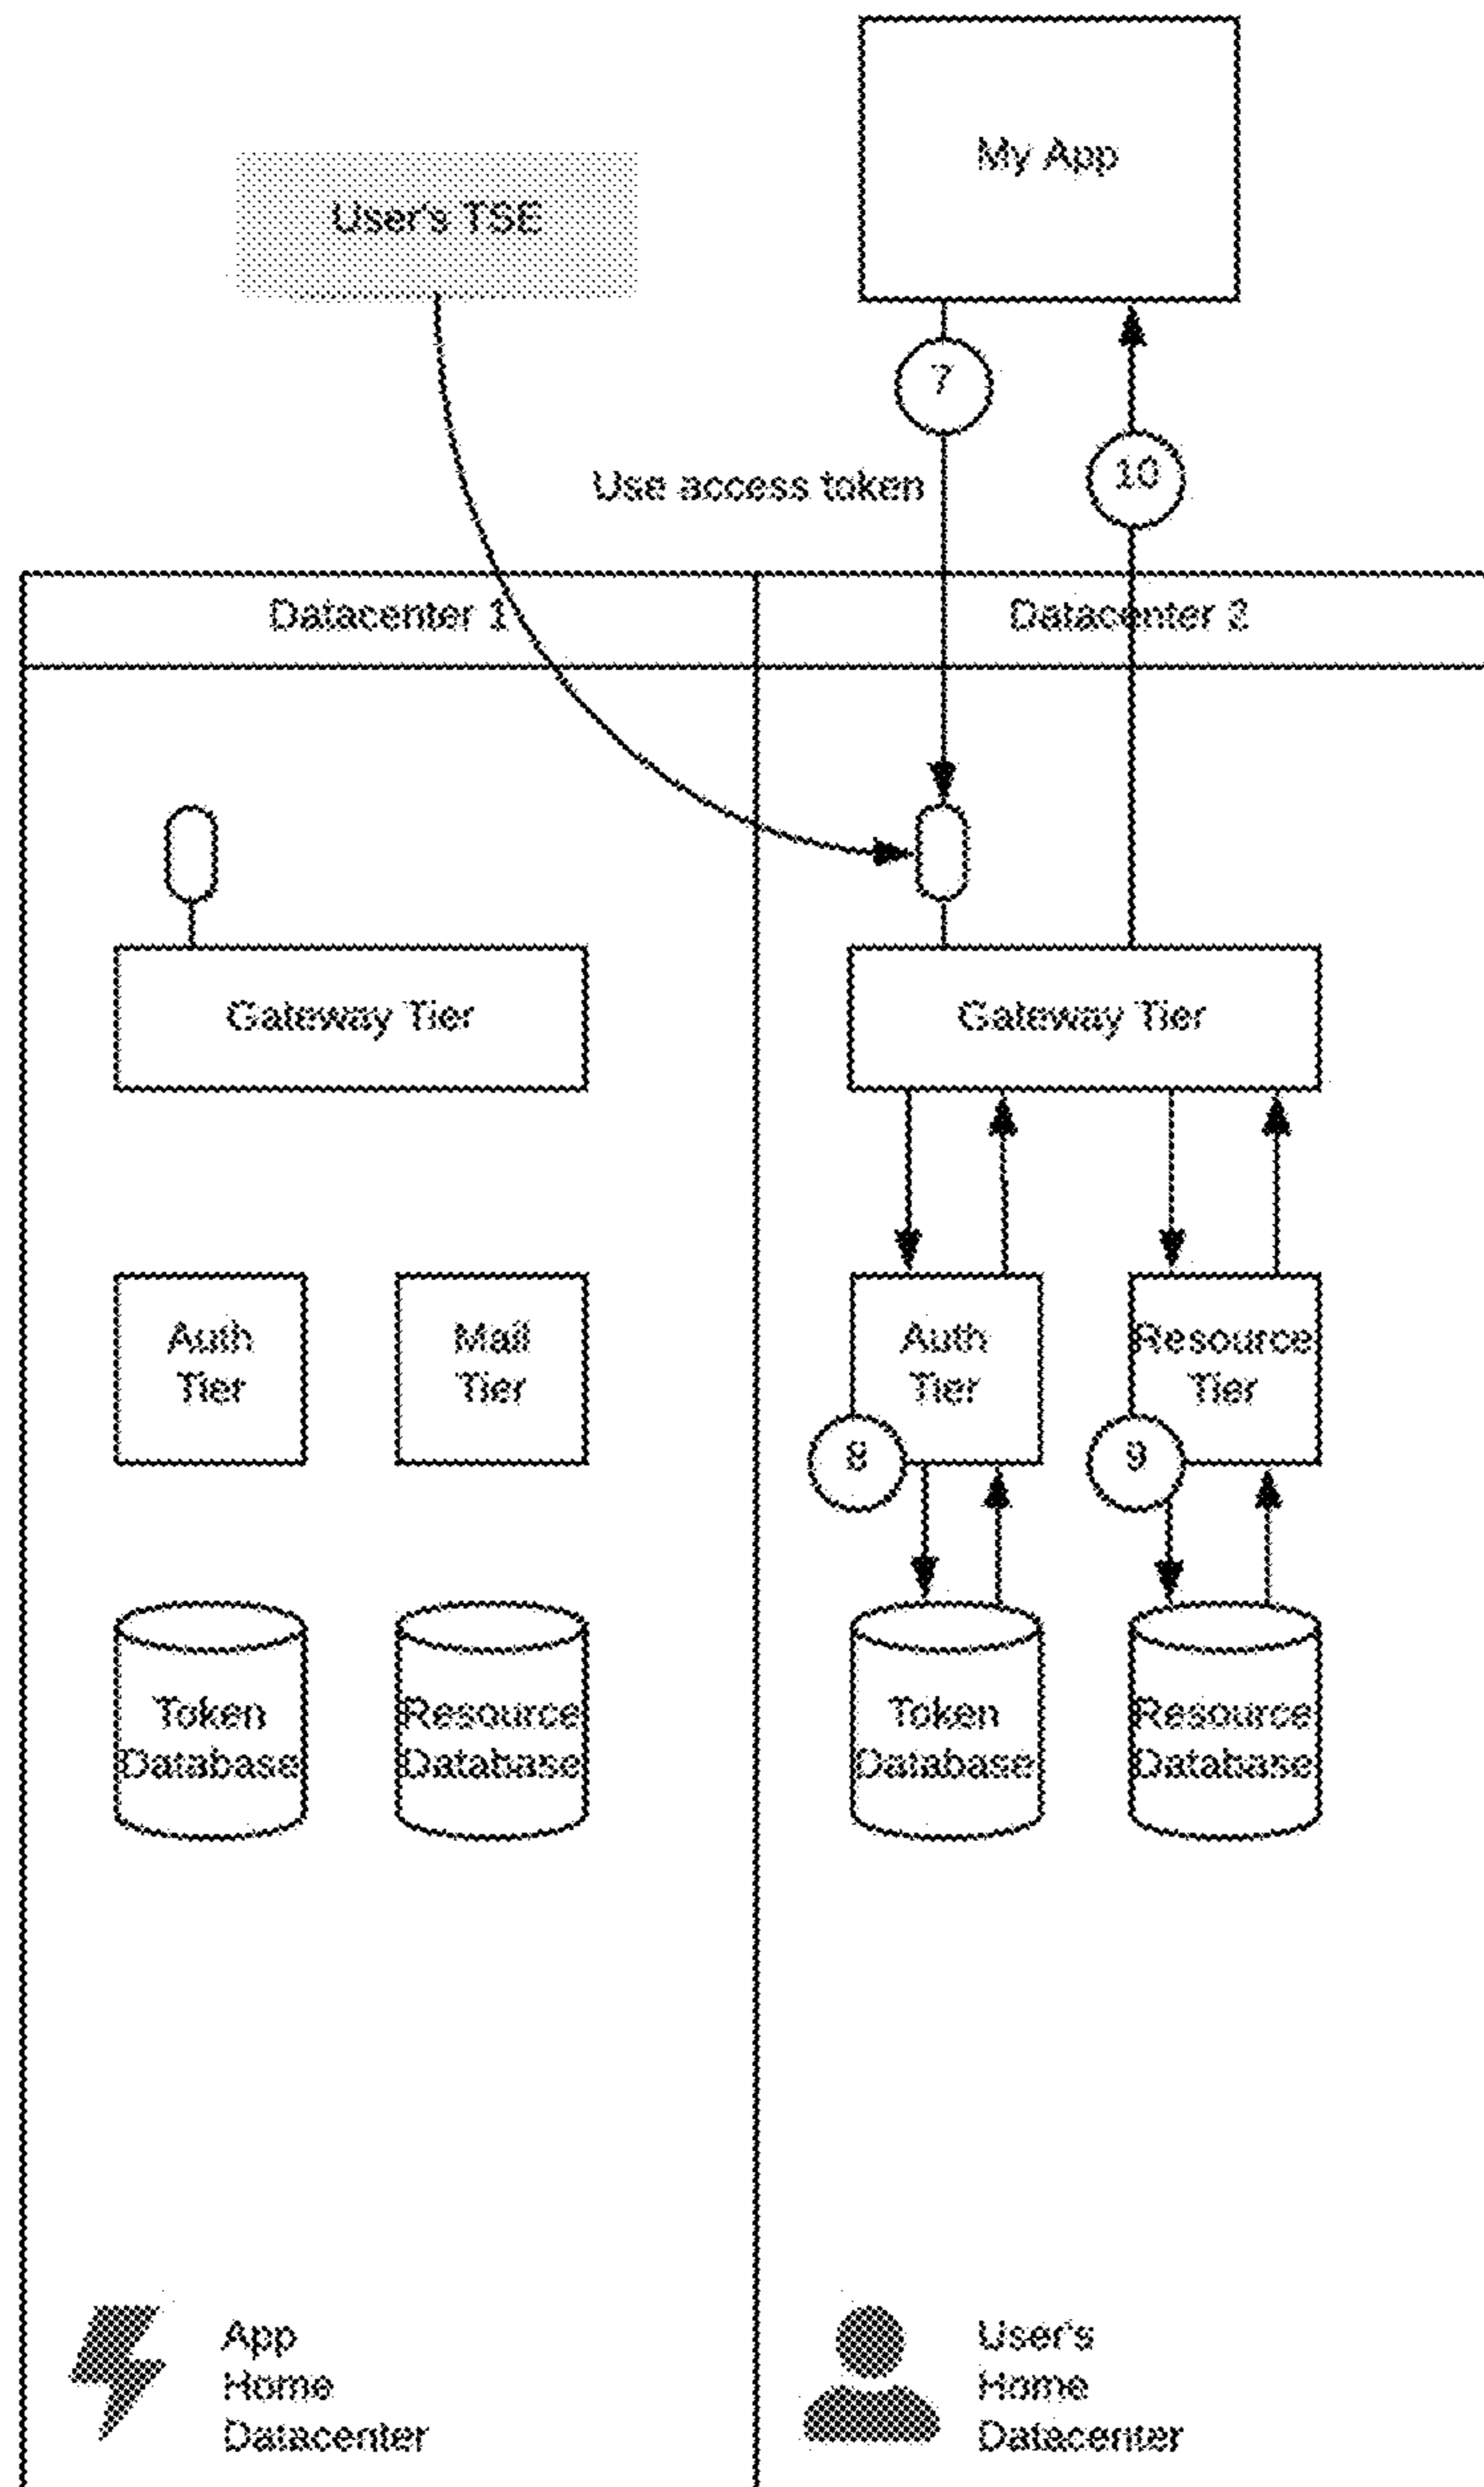 My App
User's TSE
7
10
Use access token
Datacenter 1
Datacenter 2
Gateway Tier
Gateway Tier
Auth
Tier
Mail
Tier
Auth
Tier
Resource
Tier
8
9
Token
Database
Resource
Database
Token
Database
Resource
Database
App
Home
Datacenter
User's
Home
Datacenter